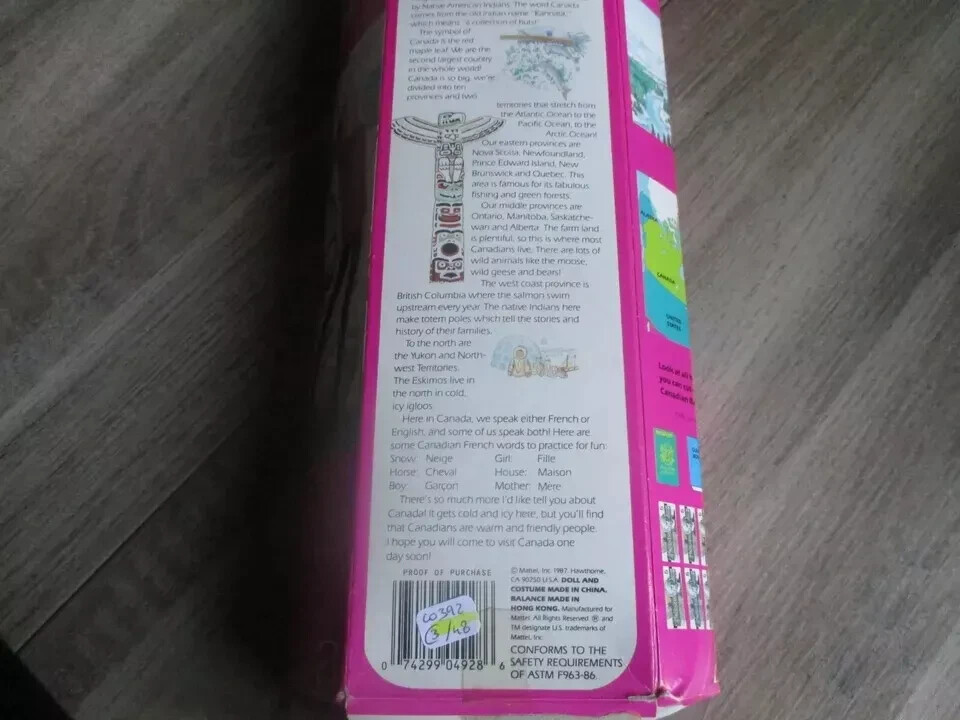 by Native American Indians. The word Canada
comes from the old Indian name "Kancuta,"
which means "a collection of huts!"
The symbol of
Canada is the red
maple leaf. We are the
second largest country
in the whole world!
Canada is so big, we're
divided into ten
provinces and two
territories that stretch from
the Atlantic Ocean to the
Pacific Ocean, to the
Arctic Ocean!
Our eastern provinces are
Nova Scotia, Newfoundland,
Prince Edward Island, New
Brunswick and Quebec. This
area is famous for its fabulous
fishing and green forests.
Our middle provinces are
Ontario, Manitoba, Saskatche-
wan and Alberta. The farm land
is plentiful, so this is where most
Canadians live. There are lots of
wild animals like the moose,
wild geese and bears!
The west coast province is
British Columbia where the salmon swim
upstream every year. The native Indians here
make totem poles which tell the stories and
history of their families.
To the north are
the Yukon and North-
west Territories.
The Eskimos live in
the north in cold,
icy igloos.
Here in Canada, we speak either French or
English, and some of us speak both! Here are
some Canadian French words to practice for fun:
Snow: Neige Girl: Fille
Horse: Cheval House: Maison
Boy: Garçon Mother: Mère
There's so much more I'd like tell you about
Canada! It gets cold and icy here, but you'll find
that Canadians are warm and friendly people.
I hope you will come to visit Canada one
day soon!
PROOF OF PURCHASE
00392
3/48
0 74299 04928 6
© Mattel, Inc. 1987. Hawthorne,
CA 90250 U.S.A. DOLL AND
COSTUME MADE IN CHINA.
BALANCE MADE IN
HONG KONG. Manufactured for
Mattel. All Rights Reserved. ® and
TM designate U.S. trademarks of
Mattel, Inc.
CONFORMS TO THE
SAFETY REQUIREMENTS
OF ASTM F963-86.
CANADA
UNITED
STATES
Look at all
you can
Canadian